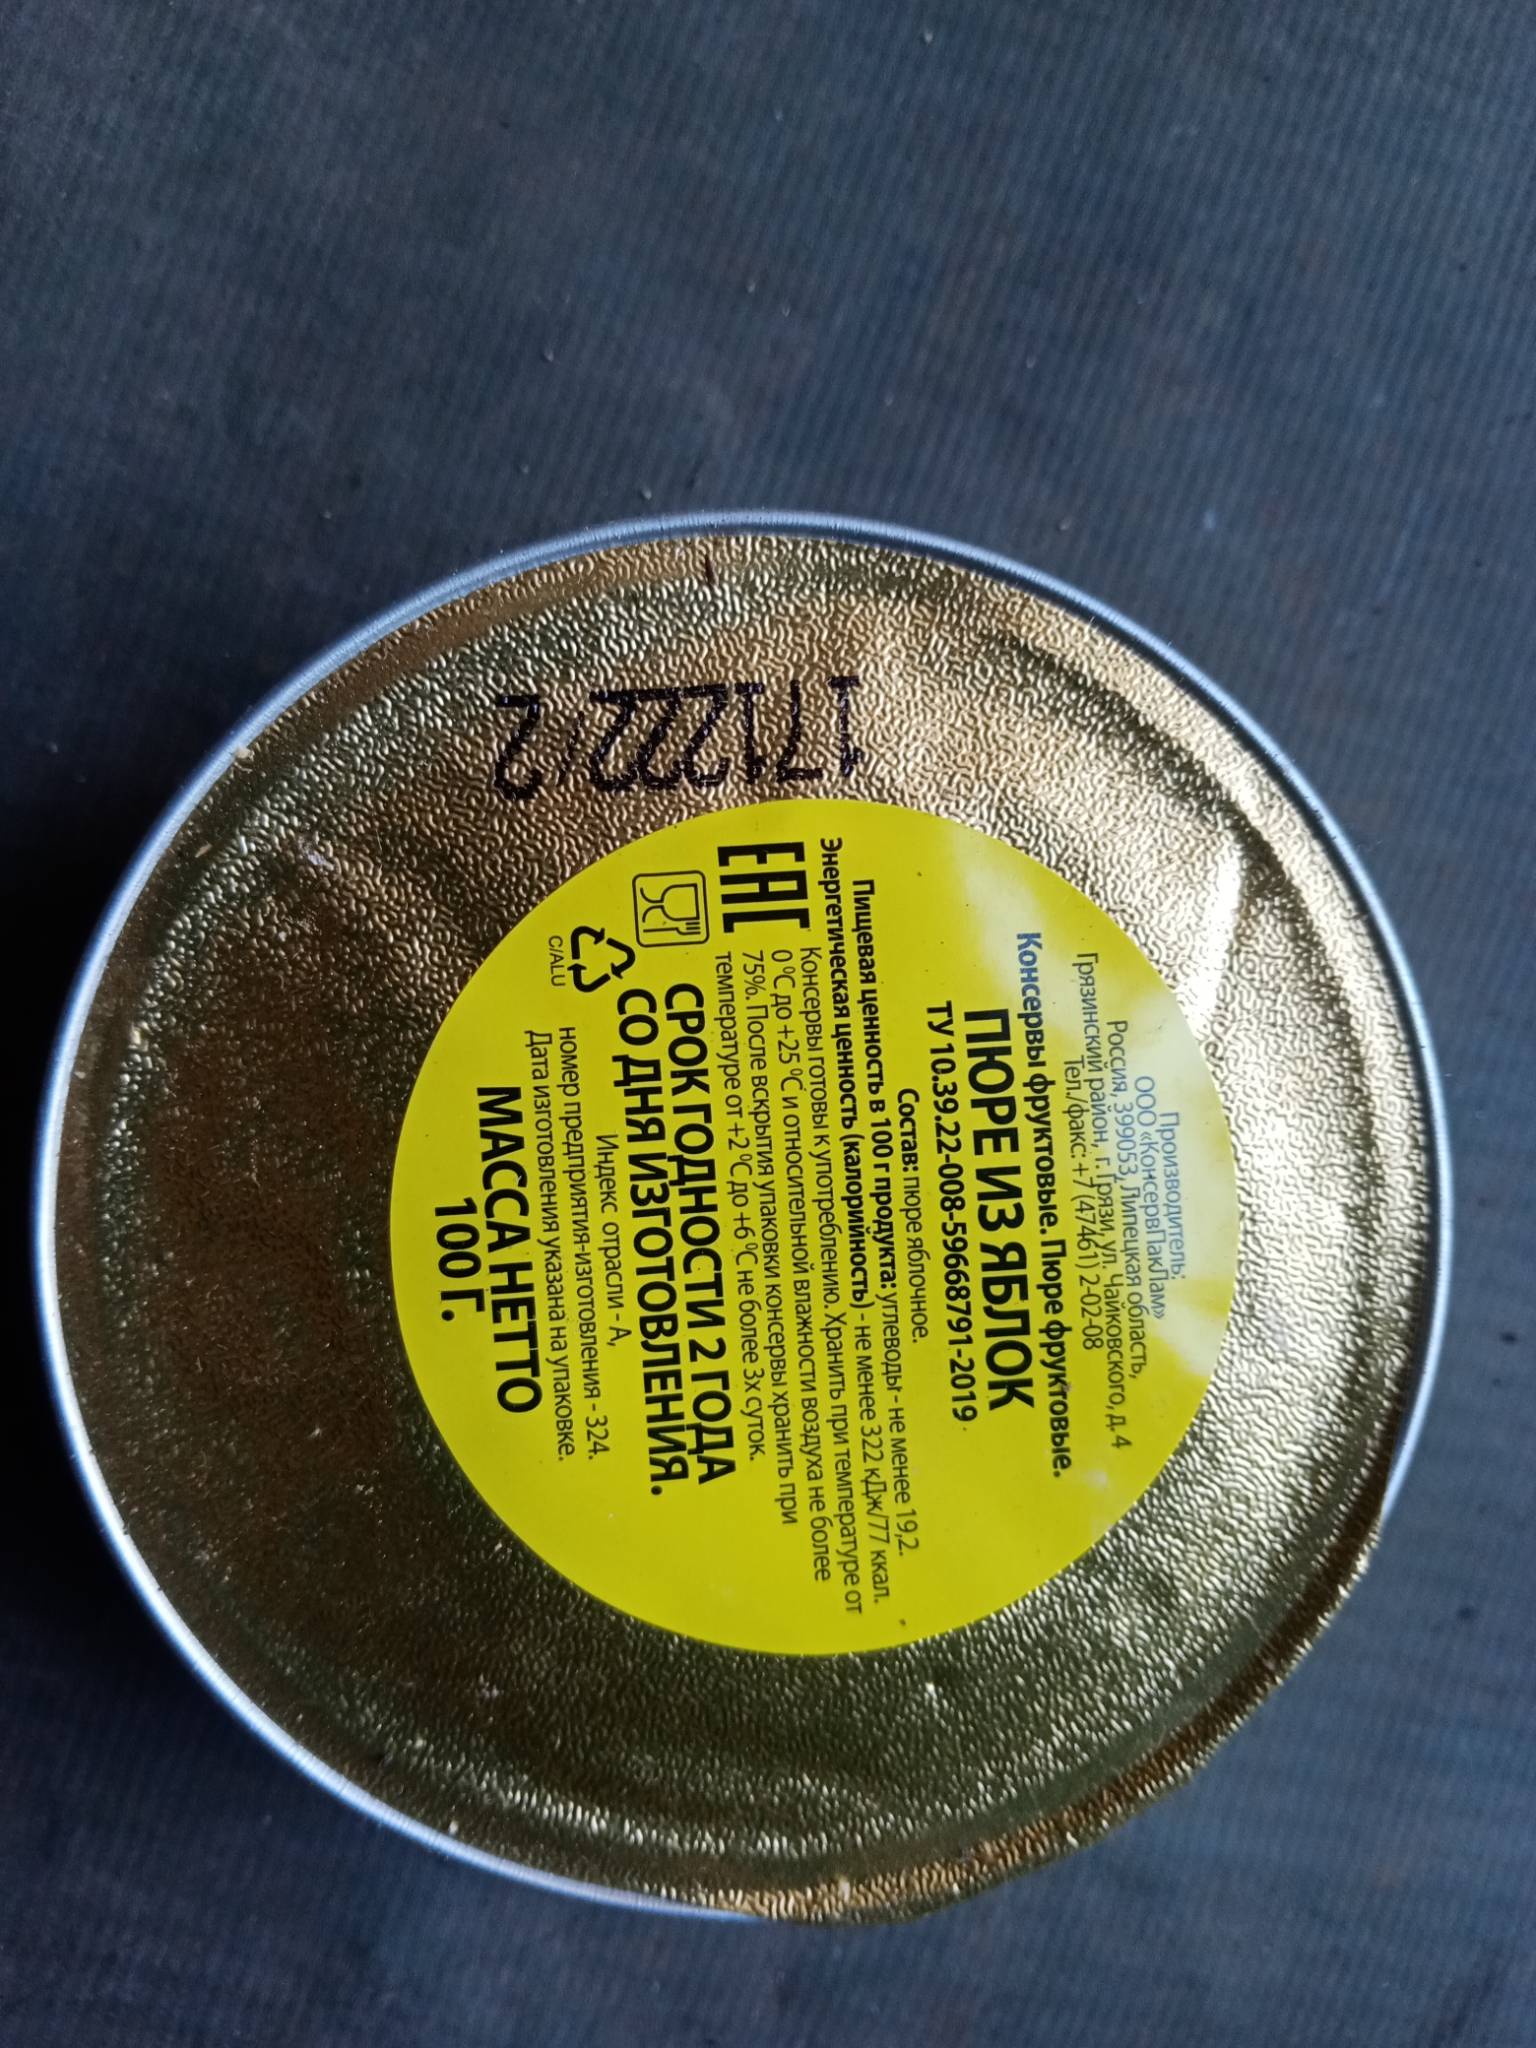 171222/2
Производитель:
ООО «КонсервПакЛам»
Россия, 399053, Липецкая область,
Грязинский район, г. Грязи, ул. Чайковского, д. 4
Тел./факс: +7 (47461) 2-02-08
Консервы фруктовые. Пюре фруктовые.
ПЮРЕ ИЗ ЯБЛОК
ТУ 10.39.22-008-59668791-2019
Состав: пюре яблочное.
Пищевая ценность в 100 г продукта: углеводы - не менее 19,2.
Энергетическая ценность (калорийность) - не менее 322 кДж/77 ккал.
Консервы готовы к употреблению. Хранить при температуре от
0 °С до +25 °С и относительной влажности воздуха не более
75%. После вскрытия упаковки консервы хранить при
температуре от +2 °С до +6 °С не более 3х суток.
ЕАС
СРОК ГОДНОСТИ 2 ГОДА
СО ДНЯ ИЗГОТОВЛЕНИЯ.
C/ALU
Индекс отрасли - А,
номер предприятия-изготовления - 324.
Дата изготовления указана на упаковке.
МАССА НЕТТО
100 Г.